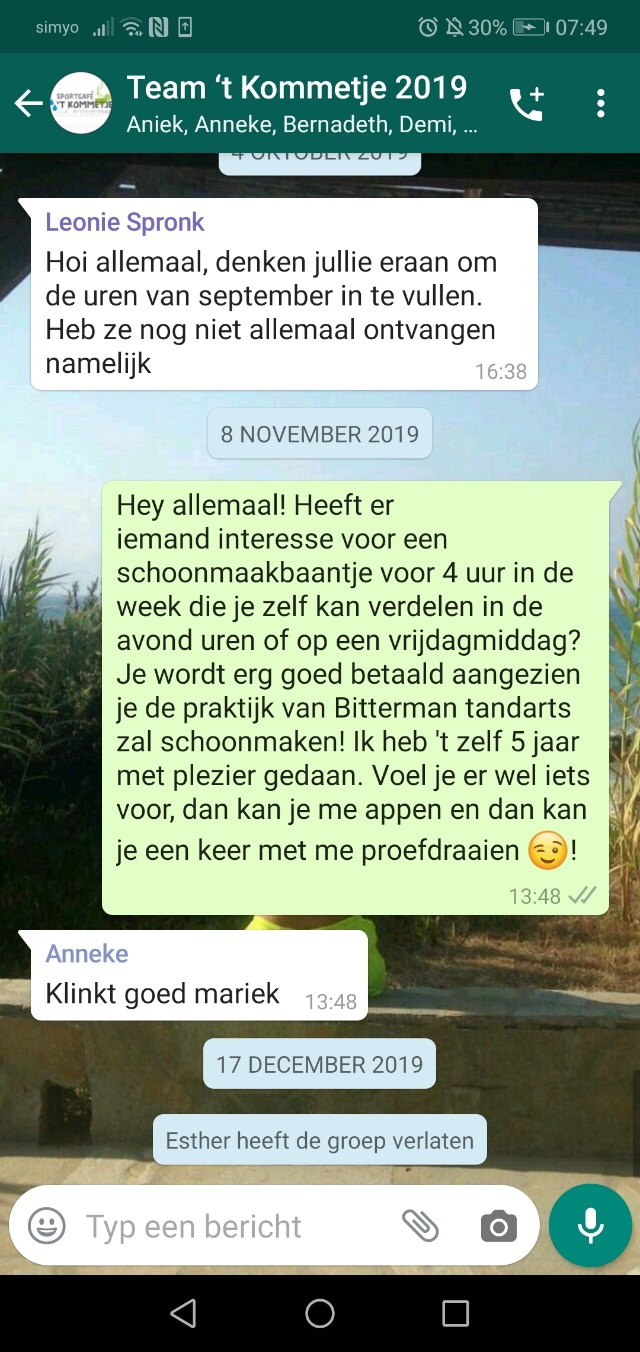 simyo
30%
07:49
Team ‘t Kommetje 2019
Aniek, Anneke, Bernadeth, Demi, ...
SPORTCAFÉ
'T KOMMETJE
4 OKTOBER 2019
Leonie Spronk
Hoi allemaal, denken jullie eraan om
de uren van september in te vullen.
Heb ze nog niet allemaal ontvangen
namelijk
16:38
8 NOVEMBER 2019
Hey allemaal! Heeft er
iemand interesse voor een
schoonmaakbaantje voor 4 uur in de
week die je zelf kan verdelen in de
avond uren of op een vrijdagmiddag?
Je wordt erg goed betaald aangezien
je de praktijk van Bitterman tandarts
zal schoonmaken! Ik heb 't zelf 5 jaar
met plezier gedaan. Voel je er wel iets
voor, dan kan je me appen en dan kan
je een keer met me proefdraaien 😉!
13:48
Anneke
Klinkt goed mariek
13:48
17 DECEMBER 2019
Esther heeft de groep verlaten
Typ een bericht